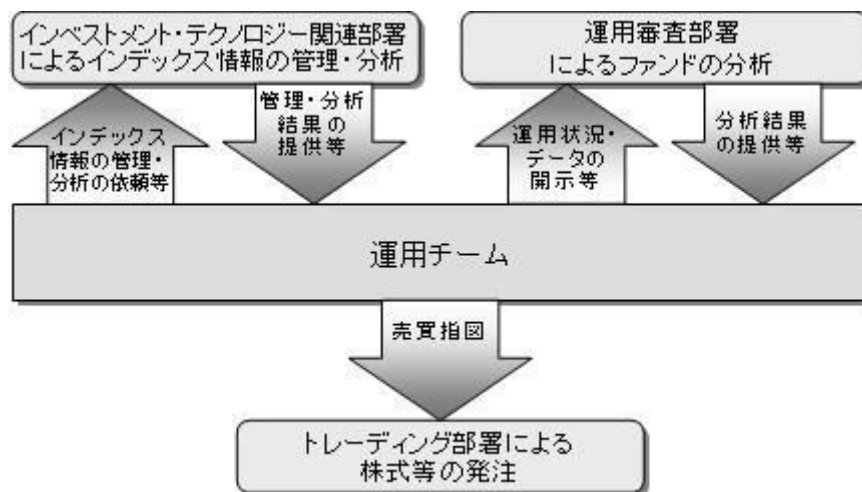 インベストメント・テクノロジー関連部署
によるインデックス情報の管理・分析
運用審査部署
によるファンドの分析
インデックス
情報の管理・
分析の依頼等
管理・分析
結果の
提供等
運用状況・
データの
開示等
分析結果
の提供等
運用チーム
売買指図
トレーディング部署による
株式等の発注